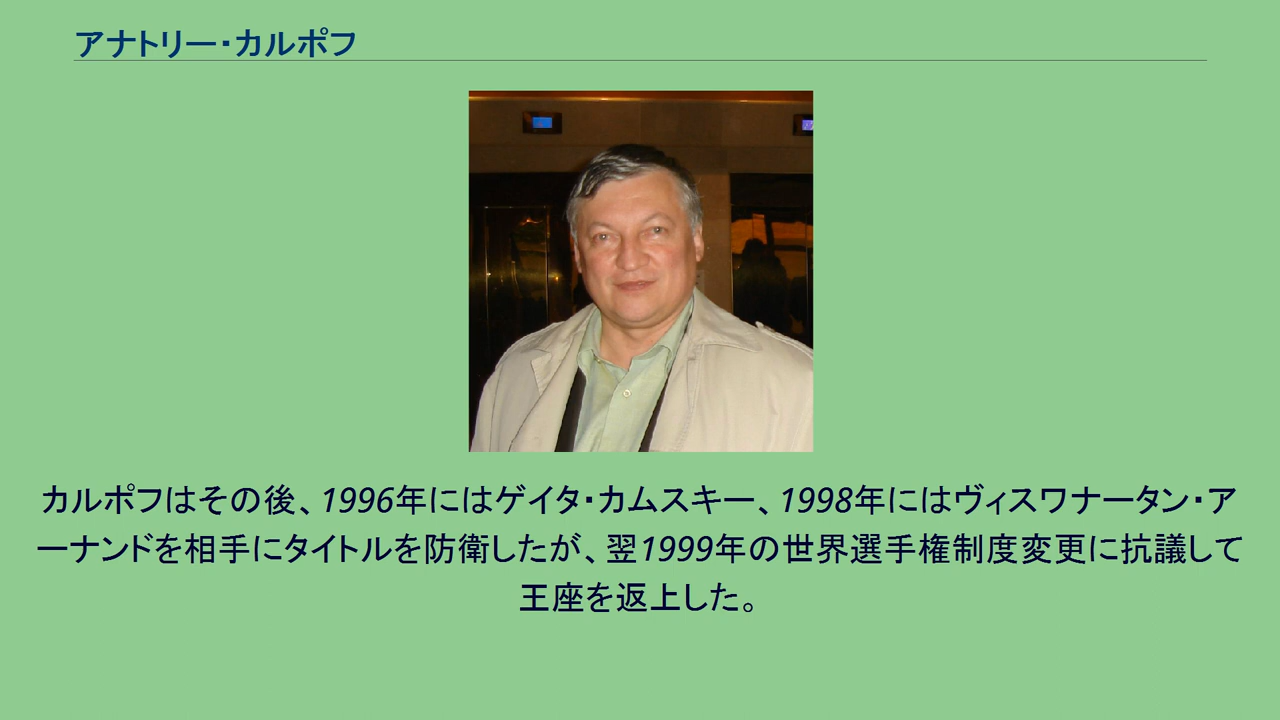 アナトリー・カルポフ
カルポフはその後、1996年にはゲイタ・カムスキー、1998年にはヴィスワナータン・ア
ーナンドを相手にタイトルを防衛したが、翌1999年の世界選手権制度変更に抗議して
王座を返上した。